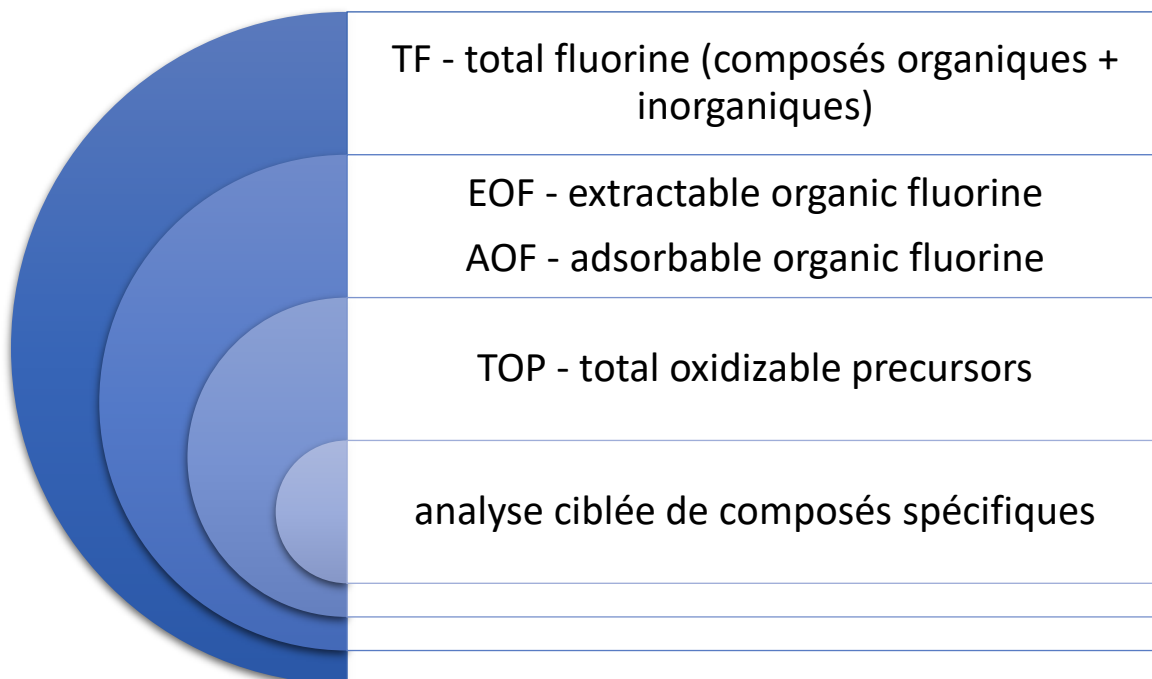 TF - total fluorine (composés organiques +
inorganiques)
EOF - extractable organic fluorine
AOF - adsorbable organic fluorine
TOP - total oxidizable precursors
analyse ciblée de composés spécifiques